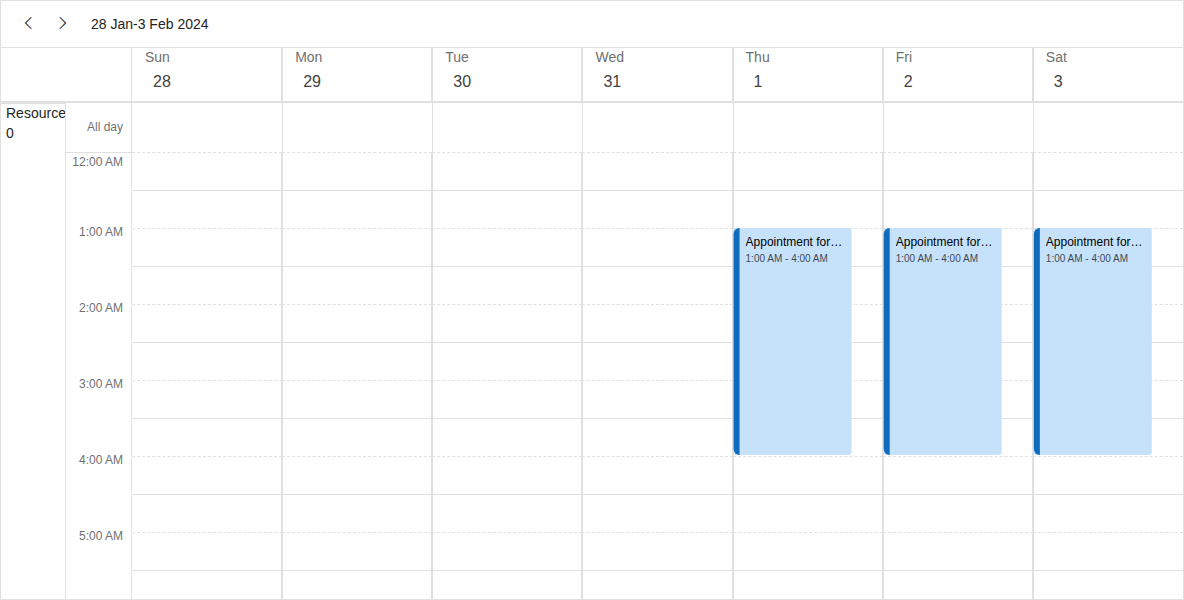 28 Jan-3 Feb 2024
Sun
28
Mon
29
Tue
30
Wed
31
Thu
1
Fri
2
Sat
3
Resource
0
All day
12:00 AM
1:00 AM
2:00 AM
3:00 AM
4:00 AM
5:00 AM
Appointment for…
1:00 AM - 4:00 AM
Appointment for…
1:00 AM - 4:00 AM
Appointment for…
1:00 AM - 4:00 AM